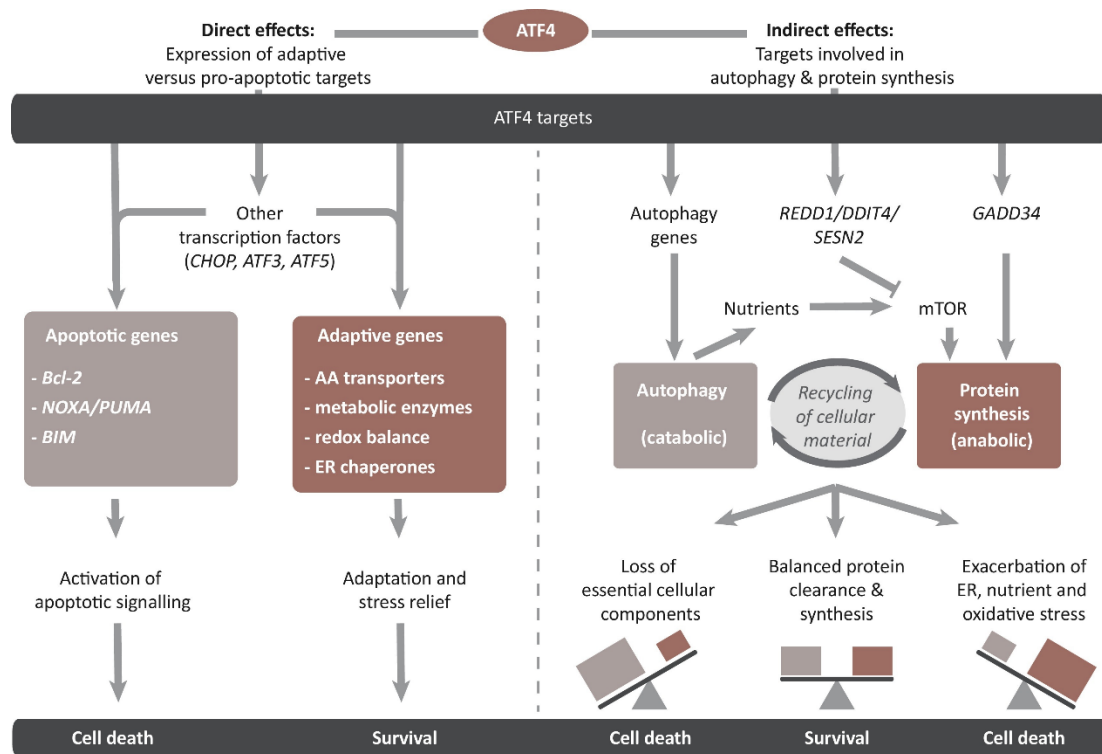 ATF4
Direct effects:
Expression of adaptive
versus pro-apoptotic targets
Indirect effects:
Targets involved in
autophagy & protein synthesis
ATF4 targets
Other
transcription factors
(CHOP, ATF3, ATF5)
Autophagy
genes
REDD1/DDIT4/
SESN2
GADD34
Nutrients
mTOR
Apoptotic genes
- Bcl-2
- NOXA/PUMA
- BIM
Adaptive genes
- AA transporters
- metabolic enzymes
- redox balance
- ER chaperones
Autophagy
(catabolic)
Recycling
of cellular
material
Protein
synthesis
(anabolic)
Activation of
apoptotic signalling
Adaptation and
stress relief
Loss of
essential cellular
components
Balanced protein
clearance &
synthesis
Exacerbation of
ER, nutrient and
oxidative stress
Cell death
Survival
Cell death
Survival
Cell death